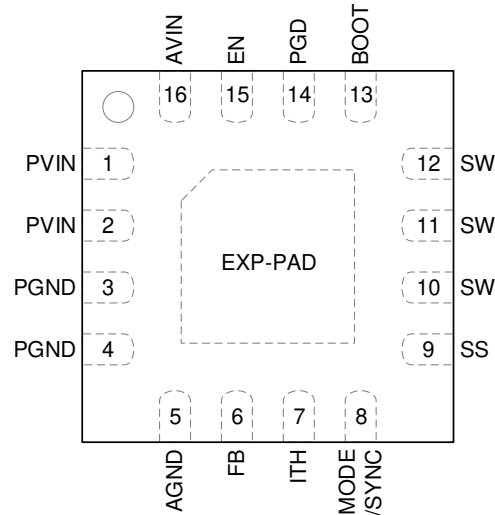 AVIN
EN
PGD
BOOT
16
15
14
13
PVIN 1
12 SW
PVIN 2
11 SW
EXP-PAD
PGND 3
10 SW
PGND 4
9 SS
5
6
7
8
AGND
FB
ITH
MODE
/SYNC